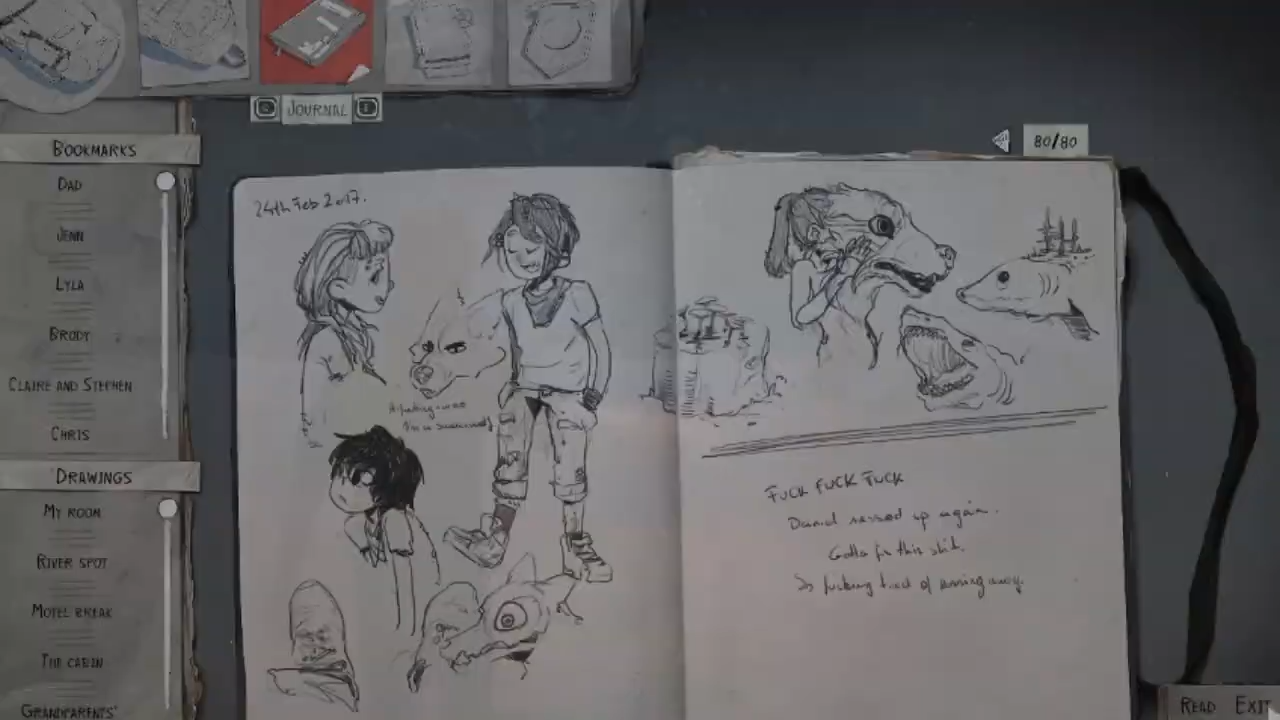 JOURNAL
BOOKMARKS
80/80
DAD
JENN
LYLA
BRODY
CLAIRE AND STEPHEN
CHRIS
DRAWINGS
MY ROOM
RIVER SPOT
MOTEL BREAK
THE CABIN
GRANDPARENTS'
24th Feb 2017.
FUCK FUCK FUCK
Daniel messed up again.
Gotta fix this shit.
So fucking tired of running away.
READ EXIT